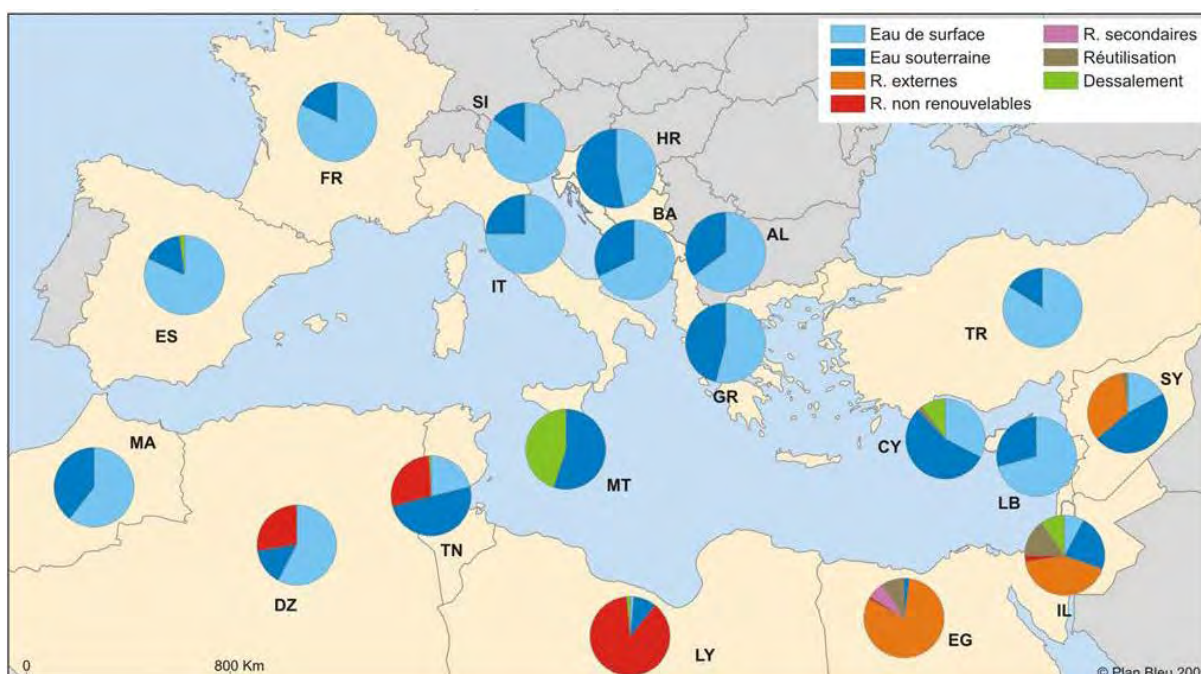 Eau de surface
Eau souterraine
R. externes
R. non renouvelables
R. secondaires
Réutilisation
Dessalement
SI
HR
FR
BA
AL
IT
ES
TR
GR
SY
MA
CY
MT
LB
TN
DZ
IL
EG
LY
0 800 Km
© Plan Bleu 200